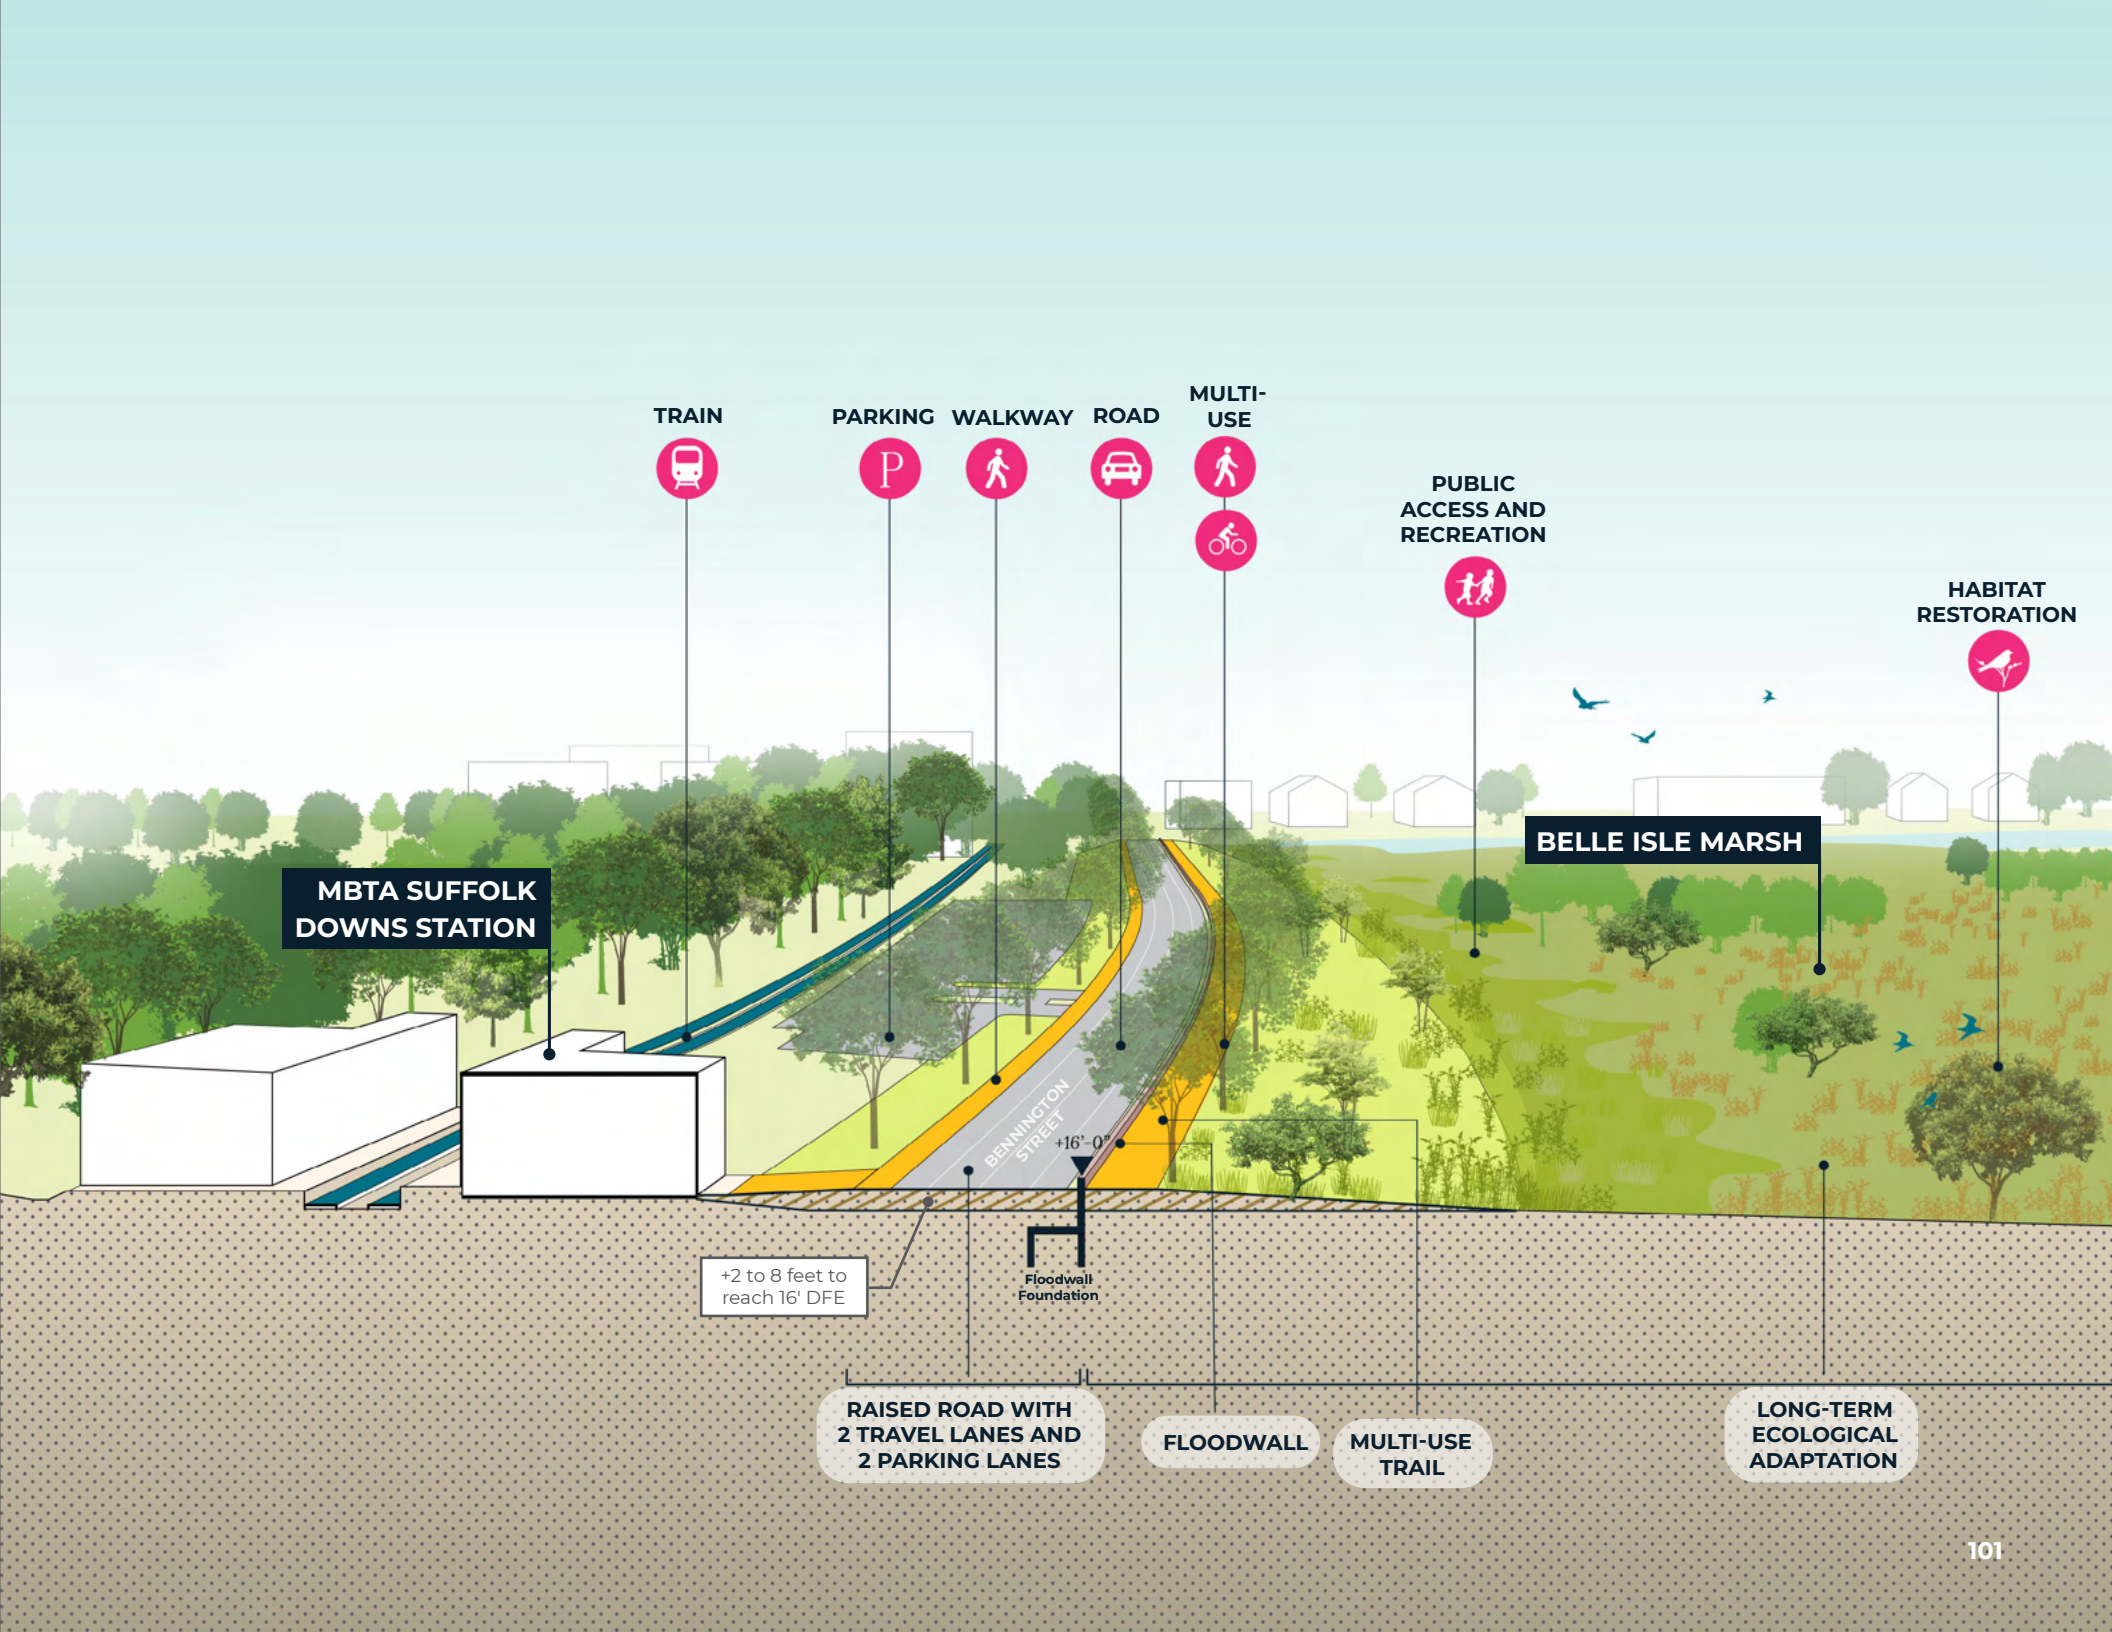 MULTI-
USE
TRAIN
PARKING
WALKWAY
ROAD
P
PUBLIC
ACCESS AND
RECREATION
HABITAT
RESTORATION
BELLE ISLE MARSH
MBTA SUFFOLK
DOWNS STATION
BENNINGTON
STREET
+16'-0"
+2 to 8 feet to
reach 16' DFE
Floodwall
Foundation
RAISED ROAD WITH
2 TRAVEL LANES AND
2 PARKING LANES
FLOODWALL
MULTI-USE
TRAIL
LONG-TERM
ECOLOGICAL
ADAPTATION
101